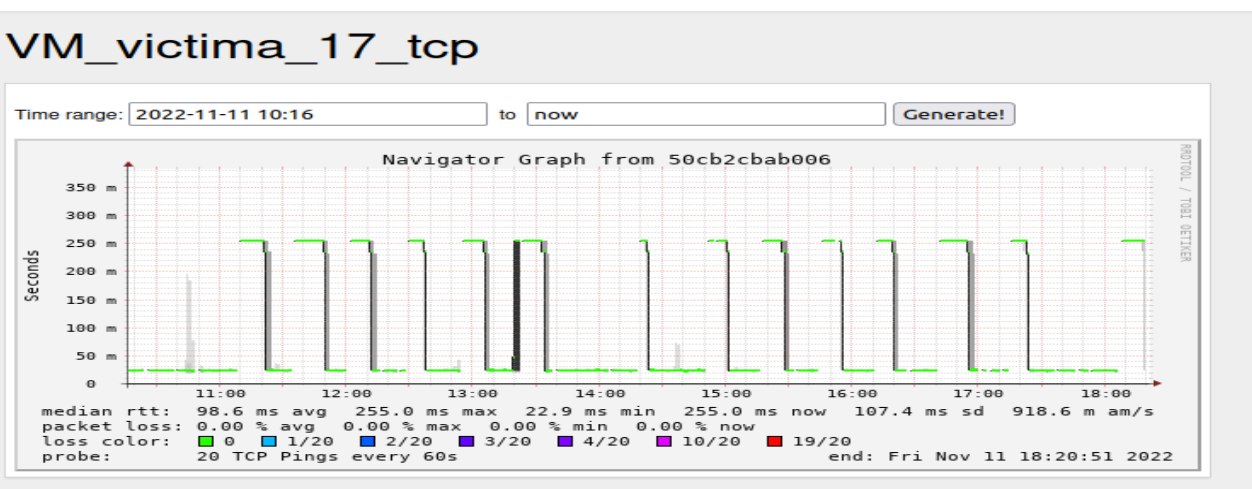 VM_victima_17_tcp
Time range: 2022-11-11 10:16 to now Generate!
Navigator Graph from 50cb2cbab006
RRDTOOL / TOBI OETIKER
Seconds
350 m
300 m
250 m
200 m
150 m
100 m
50 m
0
11:00 12:00 13:00 14:00 15:00 16:00 17:00 18:00
median rtt: 98.6 ms avg 255.0 ms max 22.9 ms min 255.0 ms now 107.4 ms sd 918.6 m am/s
packet loss: 0.00 % avg 0.00 % max 0.00 % min 0.00 % now
loss color: 0 1/20 2/20 3/20 4/20 10/20 19/20
probe: 20 TCP Pings every 60s end: Fri Nov 11 18:20:51 2022